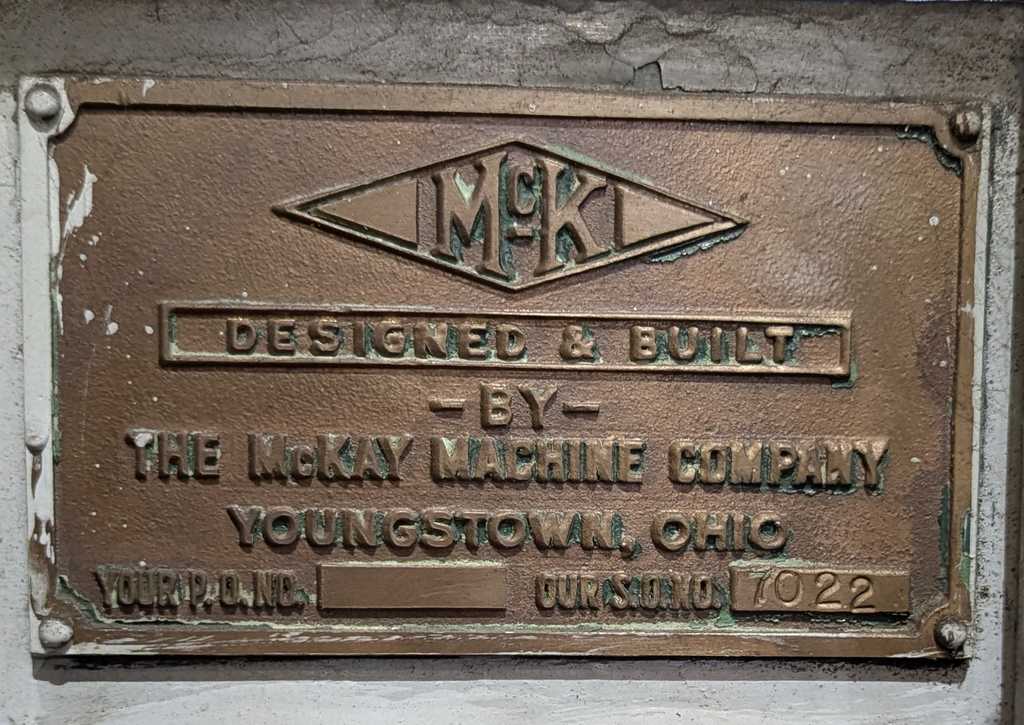 McK
DESIGNED & BUILT
-BY-
THE McKAY MACHINE COMPANY
YOUNGSTOWN, OHIO
YOUR P.O.NO. OUR S.O.NO. 7022